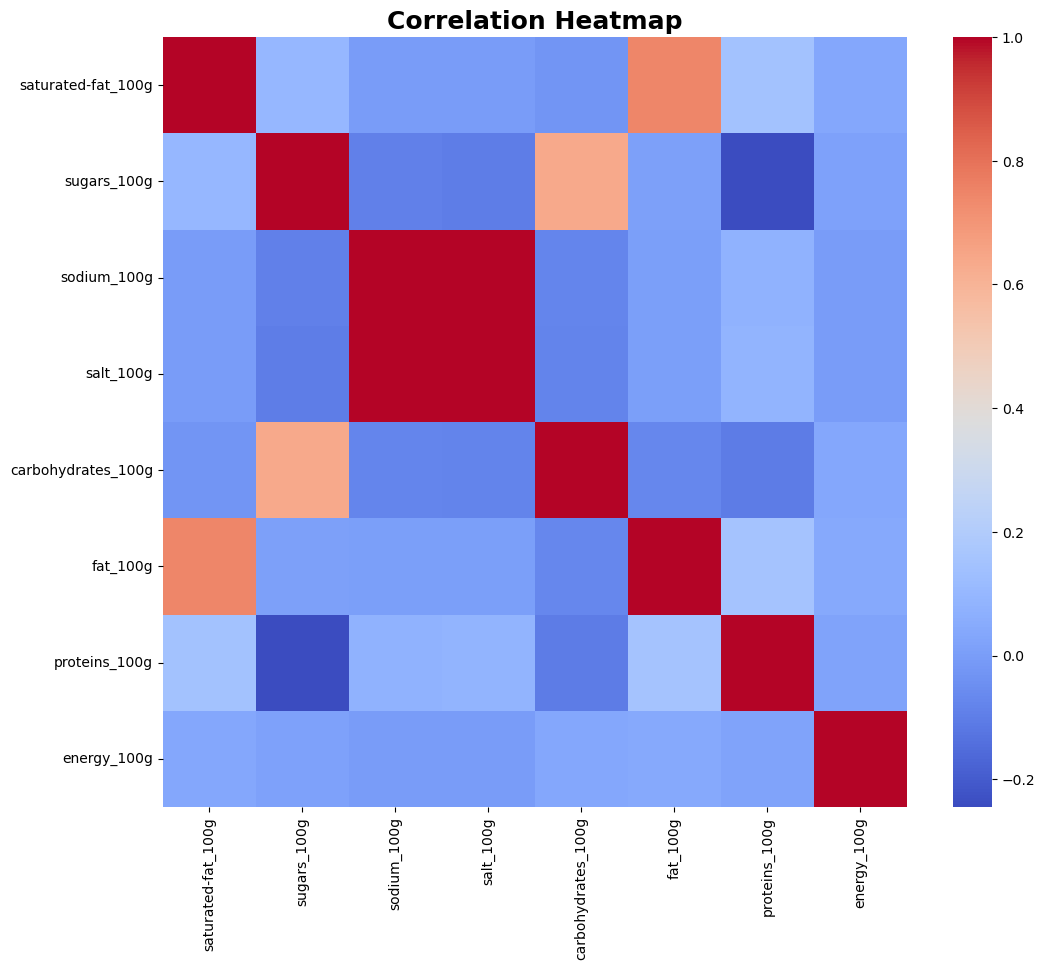 Correlation Heatmap
saturated-fat_100g
sugars_100g
sodium_100g
salt_100g
carbohydrates_100g
fat_100g
proteins_100g
energy_100g
saturated-fat_100g
sugars_100g
sodium_100g
salt_100g
carbohydrates_100g
fat_100g
proteins_100g
energy_100g
1.0
0.8
0.6
0.4
0.2
0.0
−0.2